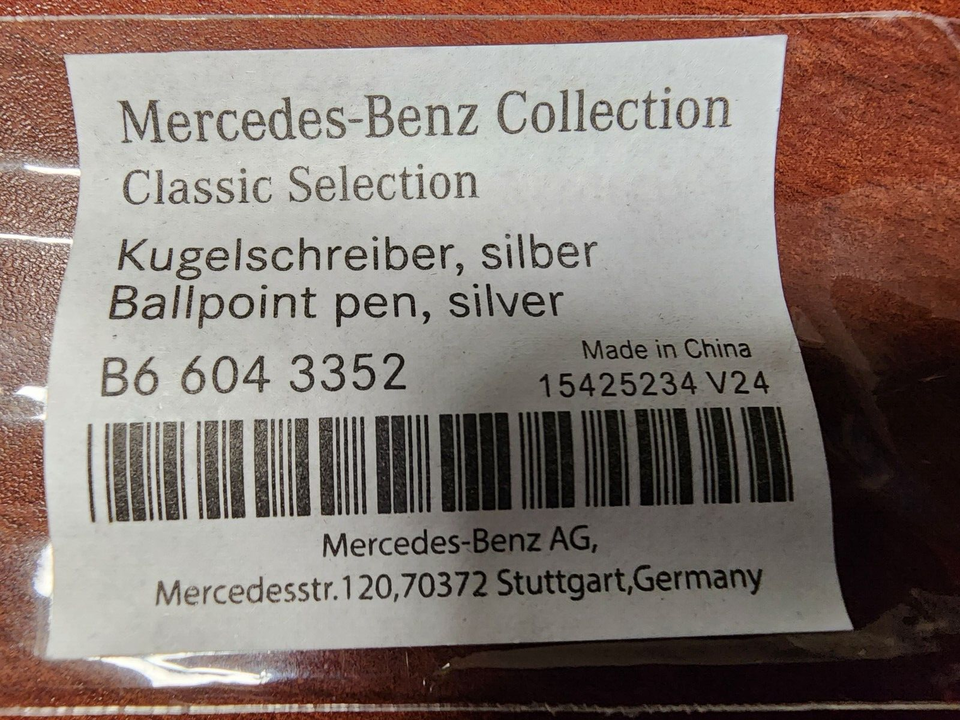 Mercedes-Benz Collection
Classic Selection
Kugelschreiber, silber
Ballpoint pen, silver
Made in China
B6 604 3352
15425234 V24
Mercedes-Benz AG,
Mercedesstr.120,70372 Stuttgart,Germany